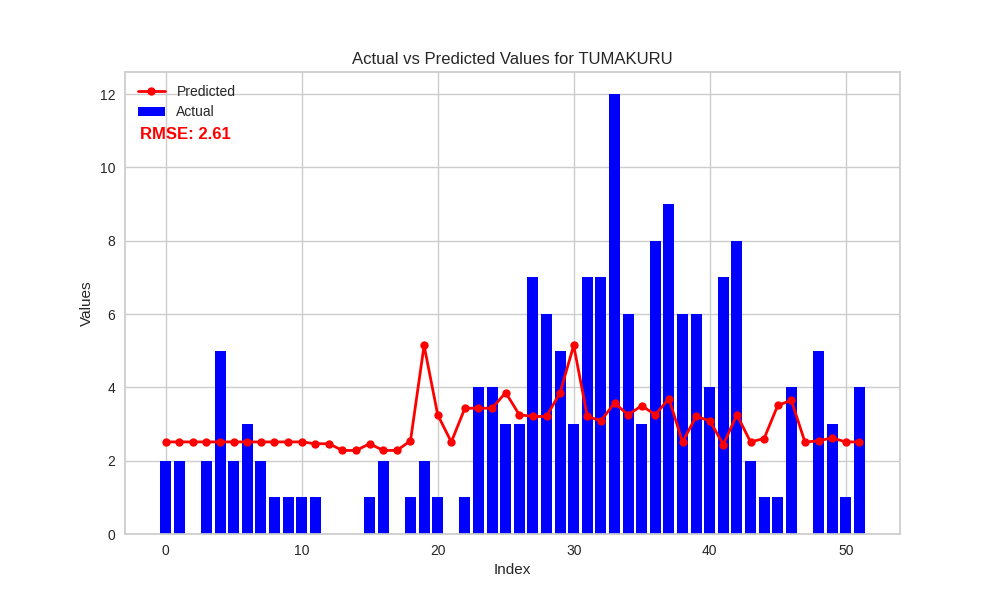 Actual vs Predicted Values for TUMAKURU
Predicted
Actual
RMSE: 2.61
Values
12
10
8
6
4
2
0
0 10 20 30 40 50
Index